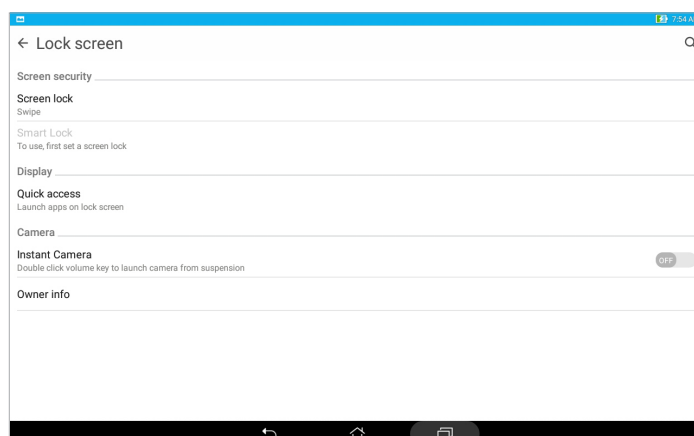 7:54 A
Lock screen
Screen security
Screen lock
Swipe
Smart Lock
To use, first set a screen lock
Display
Quick access
Launch apps on lock screen
Camera
Instant Camera
Double click volume key to launch camera from suspension
OFF
Owner info